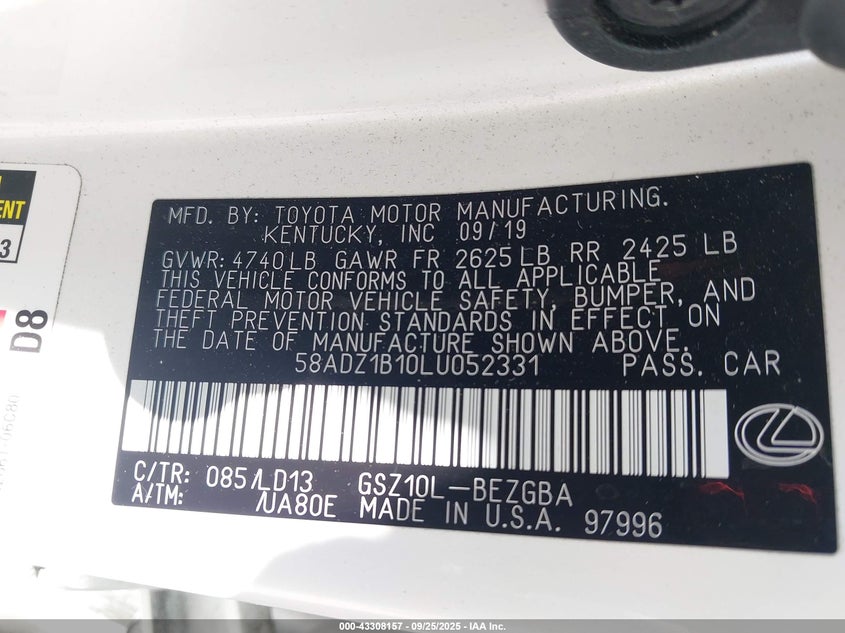 MFD. BY: TOYOTA MOTOR MANUFACTURING.
KENTUCKY, INC 09/19
GVWR: 4740LB GAWR FR 2625LB RR 2425 LB
THIS VEHICLE CONFORMS TO ALL APPLICABLE
FEDERAL MOTOR VEHICLE SAFETY, BUMPER, AND
THEFT PREVENTION STANDARDS IN EFFECT ON
THE DATE OF MANUFACTURE SHOWN ABOVE.
58ADZ1B10LU052331 PASS. CAR
C/TR: 085/LD13 GSZ10L-BEZGBA
A/TM: /UA80E MADE IN U.S.A. 97996
3
D8
000-43308157 - 09/25/2025 - IAA Inc.